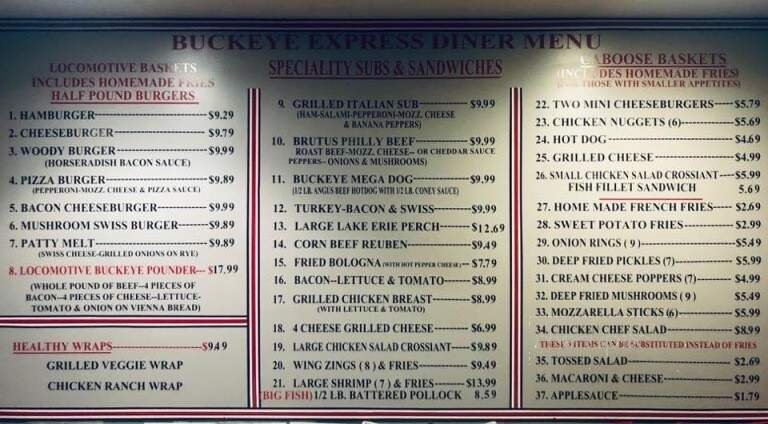 BUCKEYE EXPRESS DINER MENU
LOCOMOTIVE BASKETS
INCLUDES HOMEMADE FRIES
HALF POUND BURGERS
1. HAMBURGER $9.29
2. CHEESEBURGER $9.79
3. WOODY BURGER $9.99
(HORSERADISH BACON SAUCE)
4. PIZZA BURGER $9.89
(PEPPERONI-MOZZ. CHEESE & PIZZA SAUCE)
5. BACON CHEESEBURGER $9.99
6. MUSHROOM SWISS BURGER $9.89
7. PATTY MELT $9.89
(SWISS CHEESE-GRILLED ONIONS ON RYE)
8. LOCOMOTIVE BUCKEYE POUNDER--- $17.99
(WHOLE POUND OF BEEF--4 PIECES OF
BACON--4 PIECES OF CHEESE--LETTUCE-
TOMATO & ONION ON VIENNA BREAD)
HEALTHY WRAPS $9.49
GRILLED VEGGIE WRAP
CHICKEN RANCH WRAP
SPECIALITY SUBS & SANDWICHES
9. GRILLED ITALIAN SUB $9.99
(HAM-SALAMI-PEPPERONI-MOZZ. CHEESE
& BANANA PEPPERS)
10. BRUTUS PHILLY BEEF $9.99
ROAST BEEF-MOZZ. CHEESE-- OR CHEDDAR SAUCE
PEPPERS-- ONIONS & MUSHROOMS)
11. BUCKEYE MEGA DOG $9.99
(1/2 LB. ANGUS BEEF HOTDOG WITH 1/2 LB. CONEY SAUCE)
12. TURKEY-BACON & SWISS $9.99
13. LARGE LAKE ERIE PERCH $12.69
14. CORN BEEF REUBEN $9.49
15. FRIED BOLOGNA (WITH HOT PEPPER CHEESE) $7.79
16. BACON--LETTUCE & TOMATO $8.99
17. GRILLED CHICKEN BREAST $8.99
(WITH LETTUCE & TOMATO)
18. 4 CHEESE GRILLED CHEESE $6.99
19. LARGE CHICKEN SALAD CROSSIANT $9.89
20. WING ZINGS ( 8 ) & FRIES $9.49
21. LARGE SHRIMP ( 7 ) & FRIES $13.99
(BIG FISH) 1/2 LB. BATTERED POLLOCK 8.59
CABOOSE BASKETS
(INCLUDES HOMEMADE FRIES)
(FOR THOSE WITH SMALLER APPETITES)
22. TWO MINI CHEESEBURGERS $5.79
23. CHICKEN NUGGETS (6) $5.69
24. HOT DOG $4.69
25. GRILLED CHEESE $4.99
26. SMALL CHICKEN SALAD CROSSIANT $5.99
FISH FILLET SANDWICH 5.69
27. HOME MADE FRENCH FRIES $2.69
28. SWEET POTATO FRIES $2.99
29. ONION RINGS ( 9 ) $5.49
30. DEEP FRIED PICKLES (7) $5.99
31. CREAM CHEESE POPPERS (7) $4.99
32. DEEP FRIED MUSHROOMS ( 9 ) $5.49
33. MOZZARELLA STICKS (6) $5.99
34. CHICKEN CHEF SALAD $8.99
THESE 3 ITEMS CAN BE SUBSTITUTED INSTEAD OF FRIES
35. TOSSED SALAD $2.69
36. MACARONI & CHEESE $2.99
37. APPLESAUCE $1.79